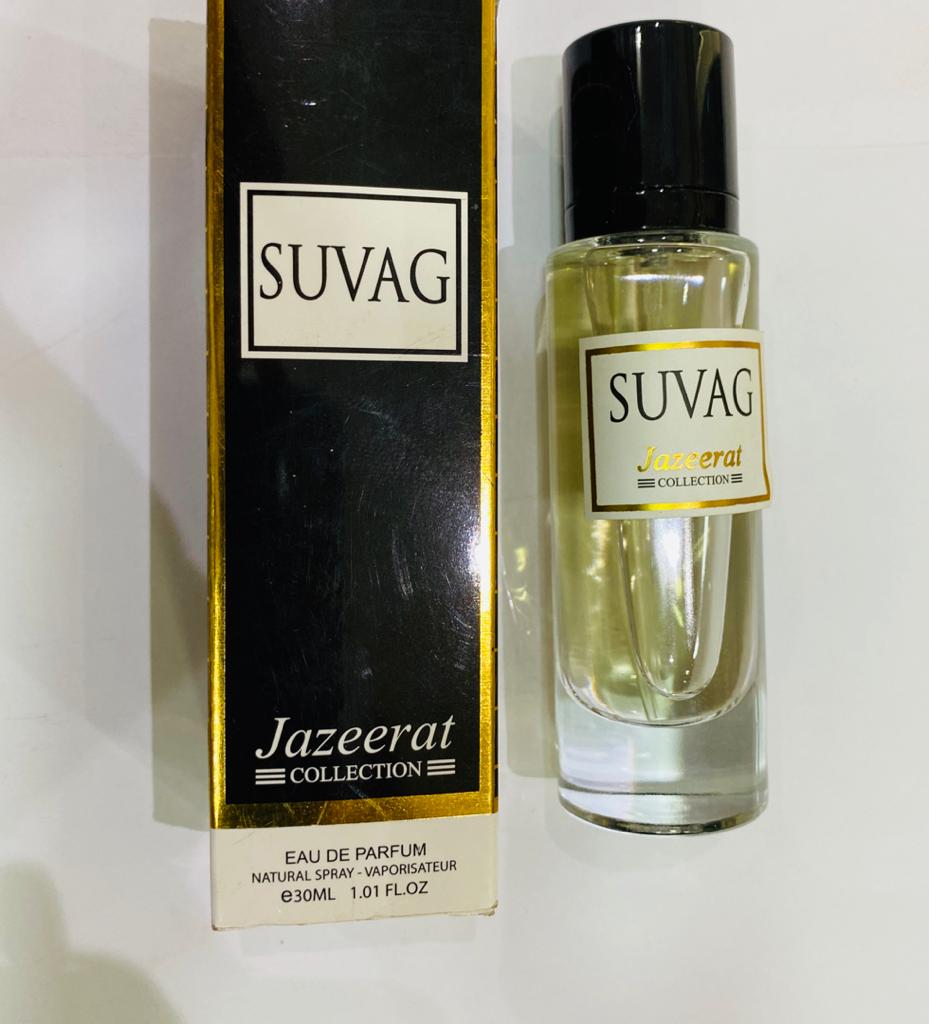 SUVAG
Jazeerat
COLLECTION
EAU DE PARFUM
NATURAL SPRAY - VAPORISATEUR
℮30ML 1.01 FL.OZ
SUVAG
Jazeerat
COLLECTION